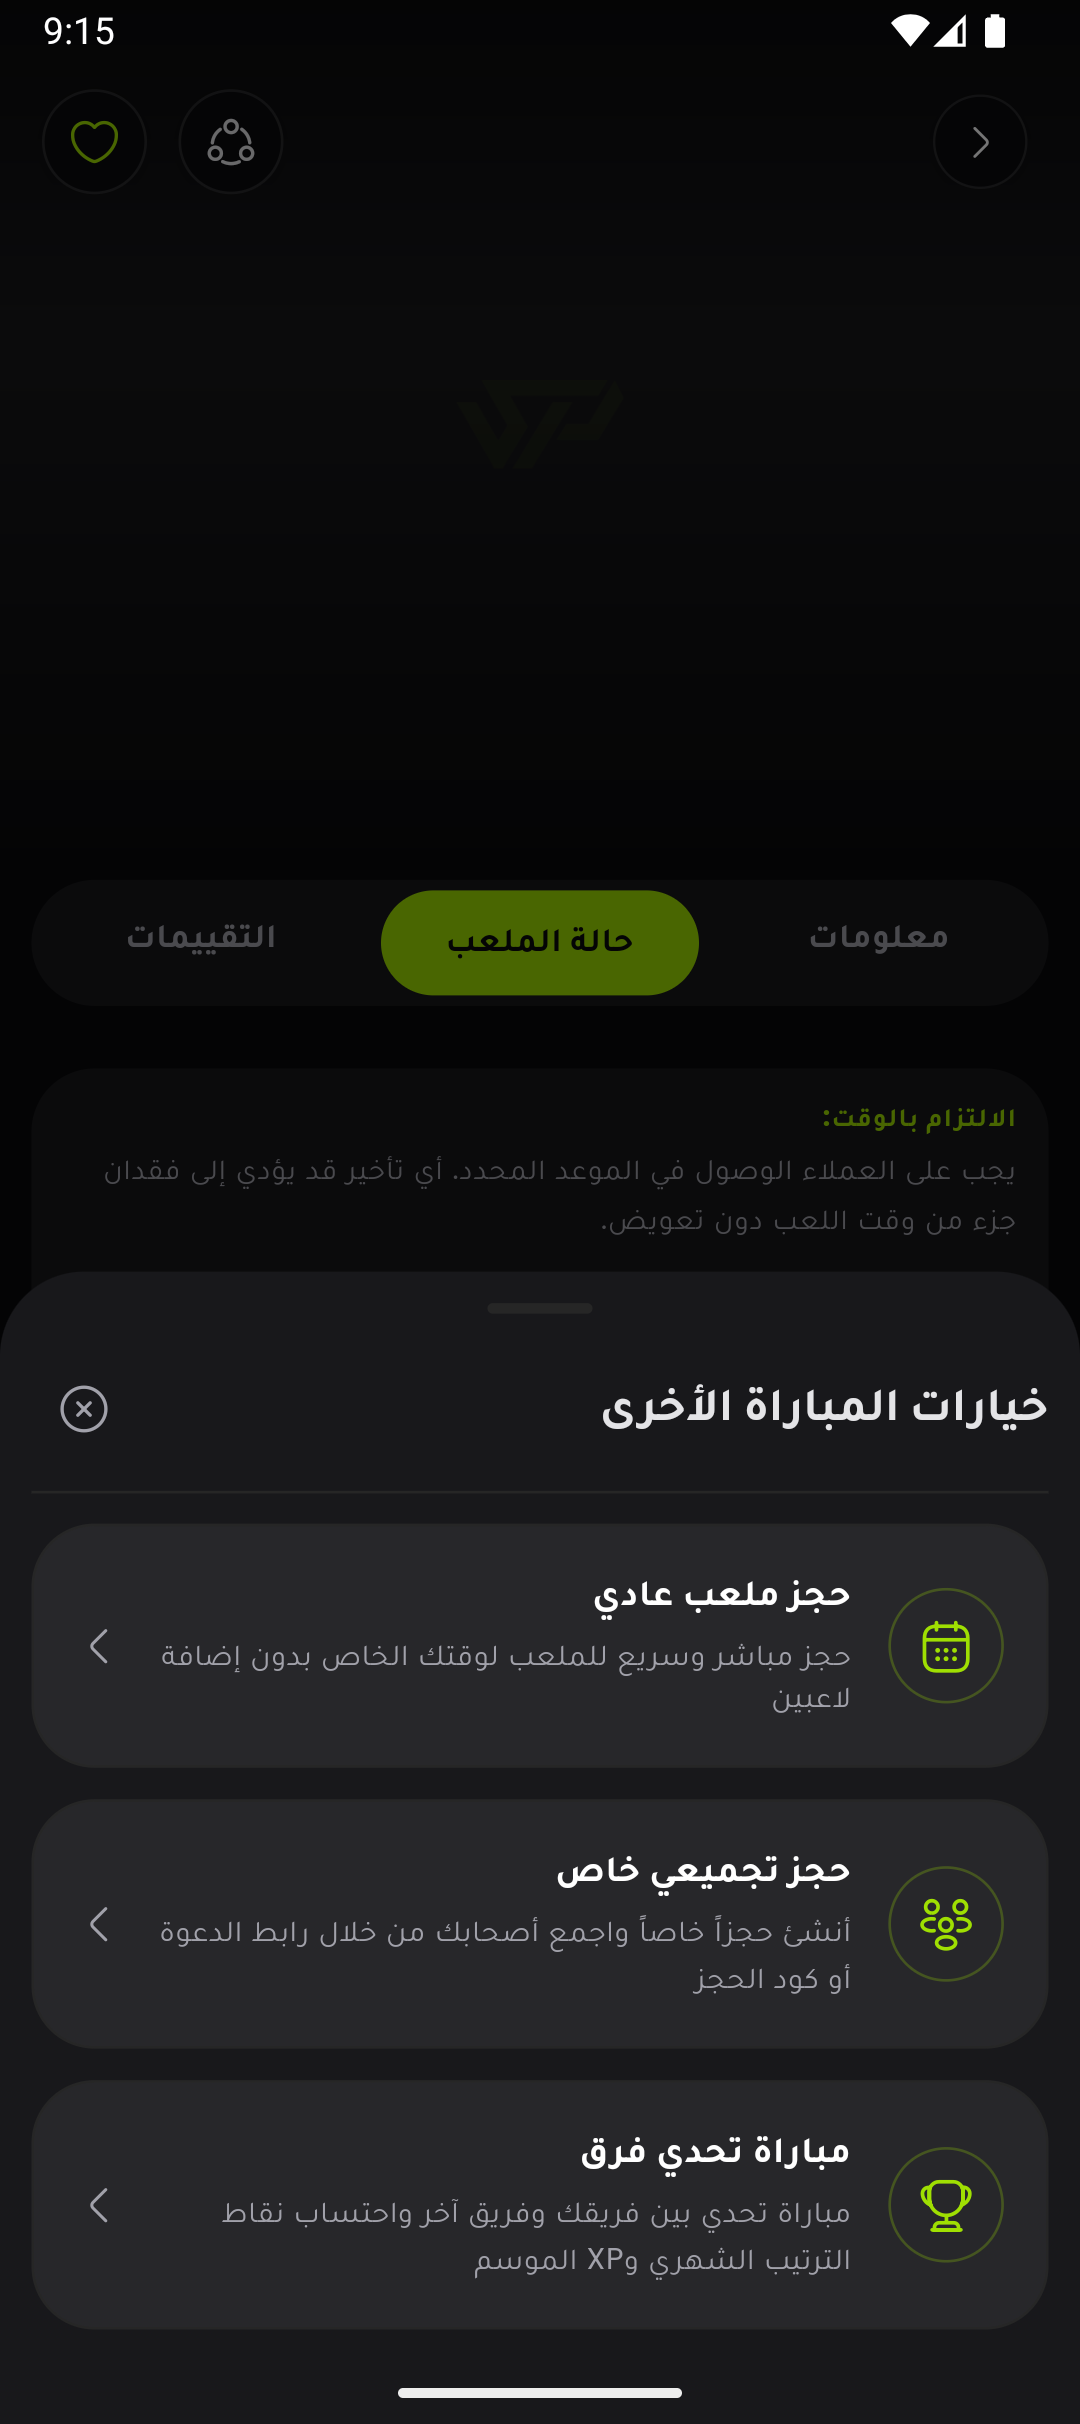 9:15
معلومات
حالة الملعب
التقييمات
الالتزام بالوقت:
يجب على العملاء الوصول في الموعد المحدد. أي تأخير قد يؤدي إلى فقدان
جزء من وقت اللعب دون تعويض.
خيارات المباراة الأخرى
حجز ملعب عادي
حجز مباشر وسريع للملعب لوقتك الخاص بدون إضافة
لاعبين
حجز تجميعي خاص
أنشئ حجزاً خاصاً واجمع أصحابك من خلال رابط الدعوة
أو كود الحجز
مباراة تحدي فرق
مباراة تحدي بين فريقك وفريق آخر واحتساب نقاط
الترتيب الشهري وXP الموسم